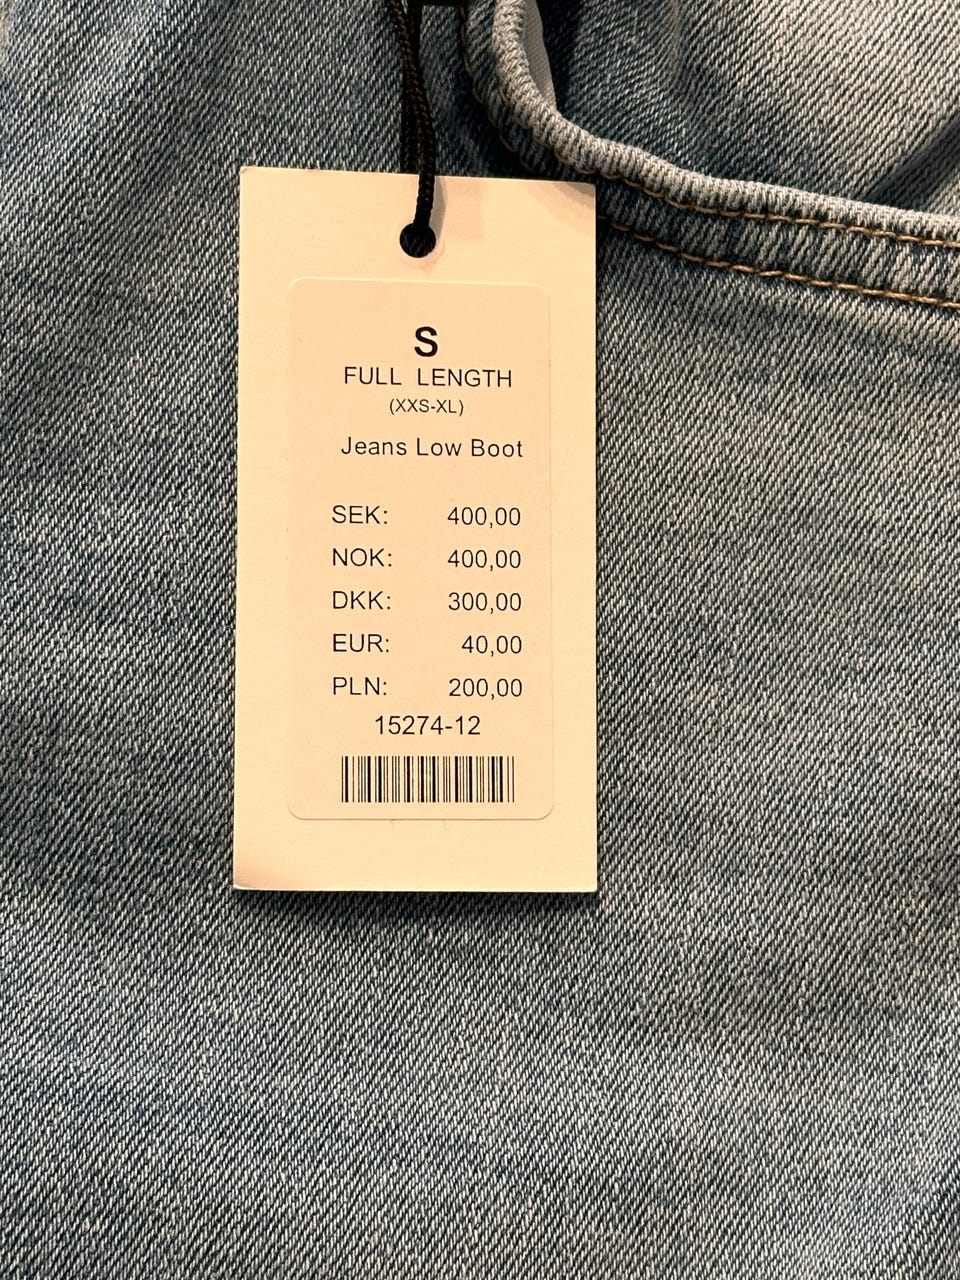 S
FULL LENGTH
(XXS-XL)
Jeans Low Boot
SEK: 400,00
NOK: 400,00
DKK: 300,00
EUR: 40,00
PLN: 200,00
15274-12